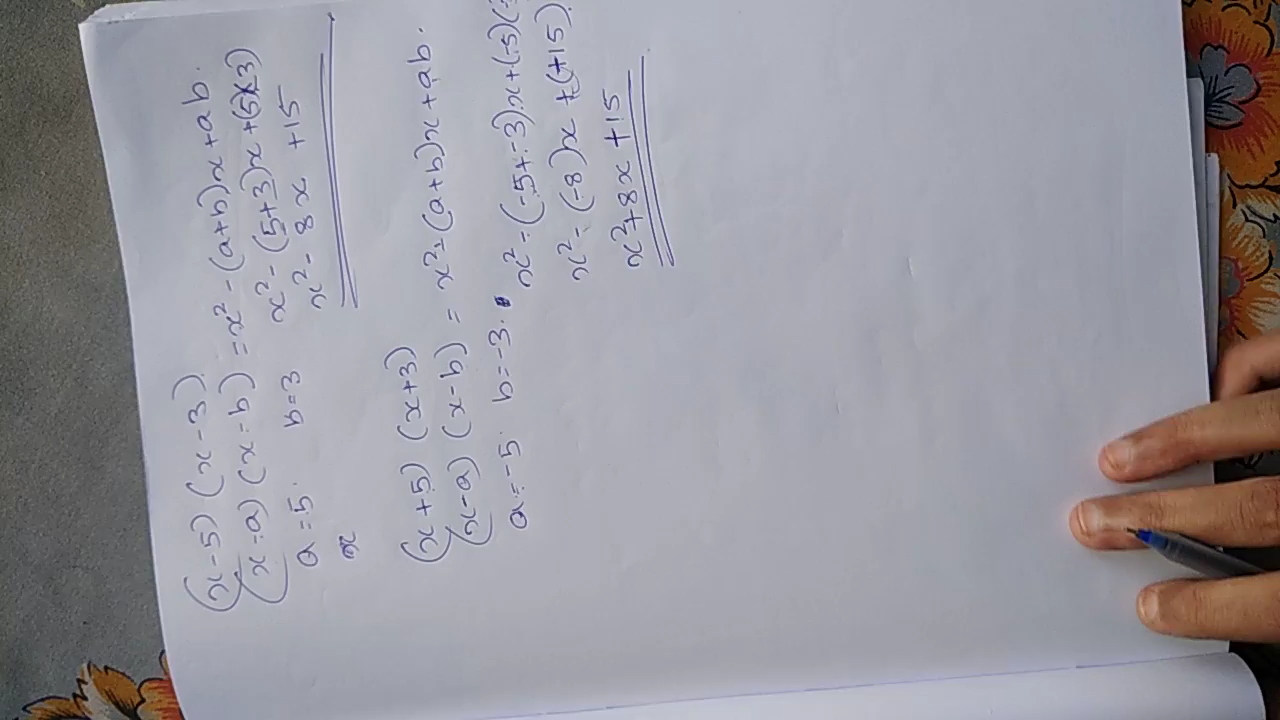 (x-5) (x-3)
(x-a) (x-b) = x² - (a+b)x + ab.
a=5. b=3 x² - (5+3)x + (5×3)
x² - 8x + 15
x
(x+5) (x+3)
(x-a) (x-b) = x² - (a+b)x + ab.
a=-5. b=-3. x² - (-5+-3)x + (-5)(
x² - (-8)x + (+15)
x²+8x +15